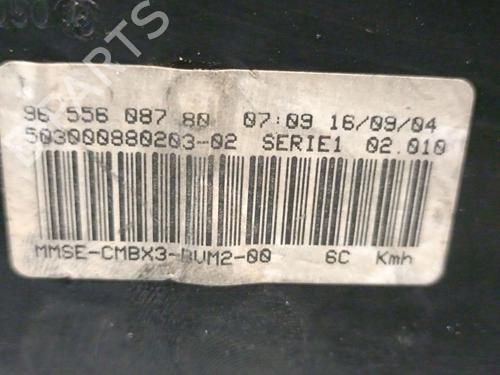 PARTS
96 556 087 80 07:09 16/09/04
503000880203-02 SERIE1 02.010
MMSE-CMBX3-BVM2-00 6C Kmh